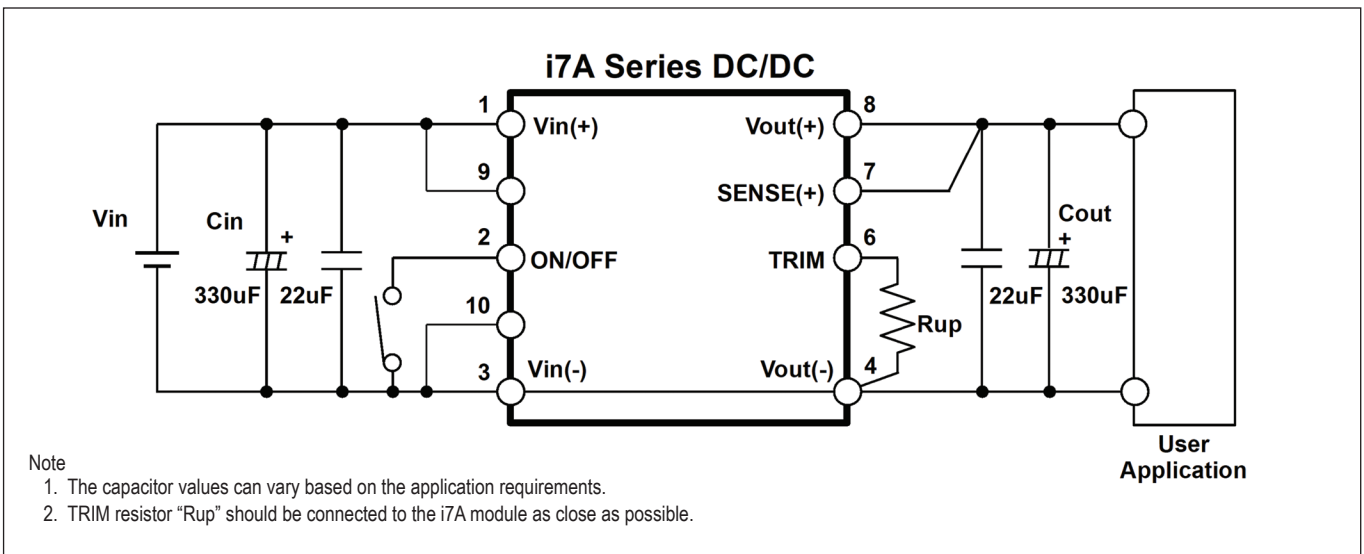 i7A Series DC/DC
1
Vin(+)
Vout(+)
8
9
SENSE(+)
7
Vin
Cin
+
330uF
22uF
2
ON/OFF
TRIM
6
Rup
10
3
Vin(-)
Vout(-)
4
Cout
+
22uF
330uF
User
Application
Note
1. The capacitor values can vary based on the application requirements.
2. TRIM resistor “Rup” should be connected to the i7A module as close as possible.